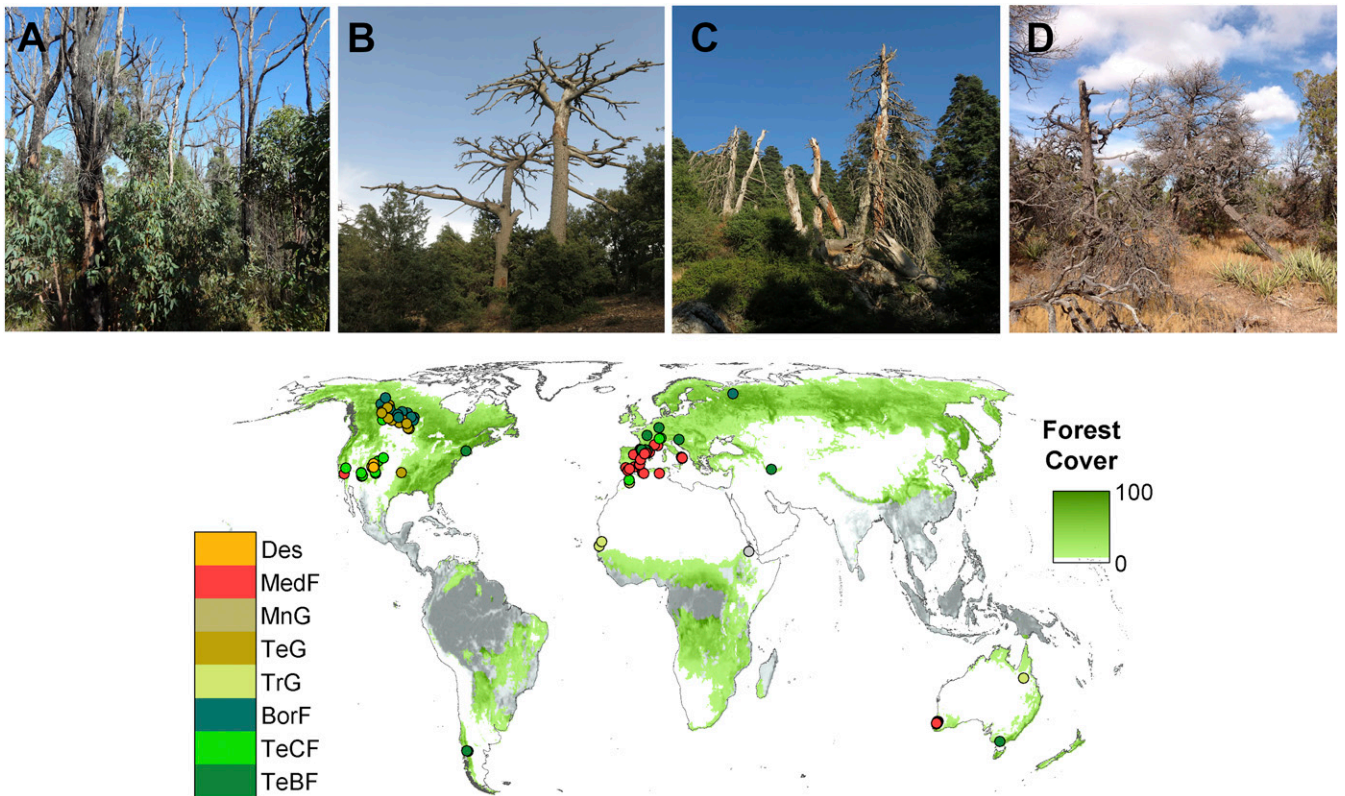 A
B
C
D
Forest
Cover
100
0
Des
MedF
MnG
TeG
TrG
BorF
TeCF
TeBF